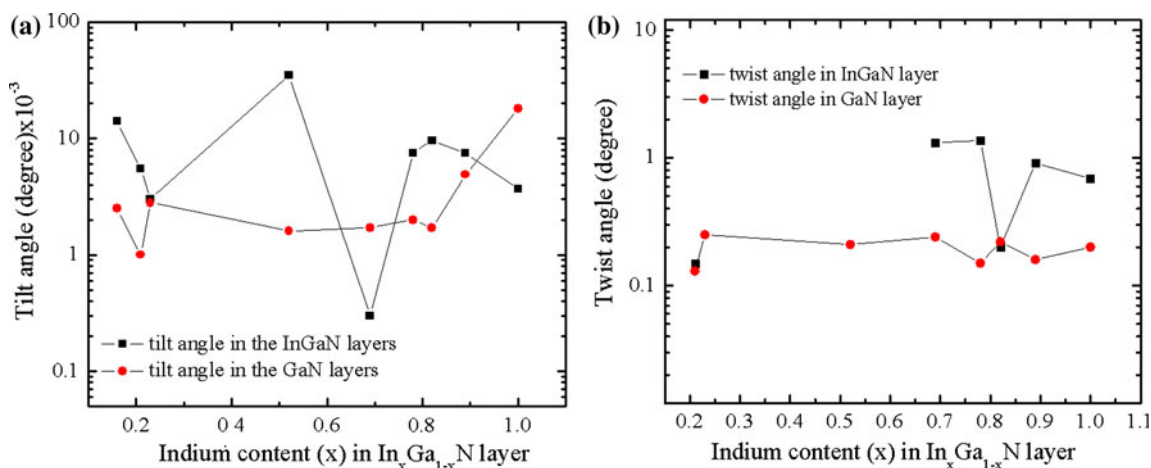 (a)
100
10
1
0.1
Tilt angle (degree)x10⁻³
tilt angle in the InGaN layers
tilt angle in the GaN layers
0.2 0.4 0.6 0.8 1.0
Indium content (x) in InₓGa₁₋ₓN layer
(b)
10
1
0.1
Twist angle (degree)
twist angle in InGaN layer
twist angle in GaN layer
0.2 0.3 0.4 0.5 0.6 0.7 0.8 0.9 1.0 1.1
Indium content (x) in InₓGa₁₋ₓN layer